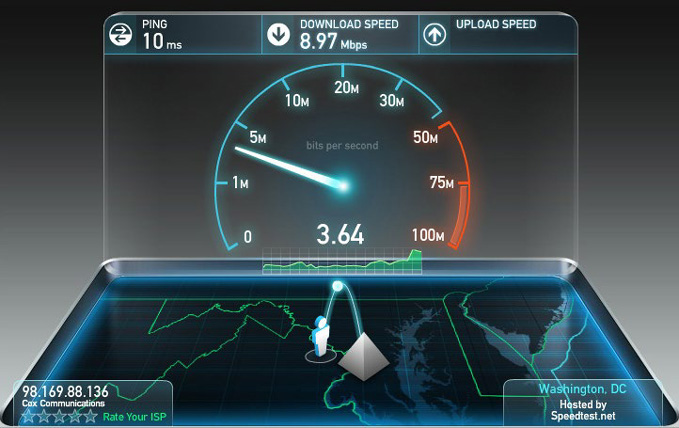 PING
10 ms
DOWNLOAD SPEED
8.97 Mbps
UPLOAD SPEED
20M
10M
30M
5M
50M
bits per second
1M
75M
0
3.64
100M
98.169.88.136
Cox Communications
Rate Your ISP
Washington, DC
Hosted by
Speedtest.net